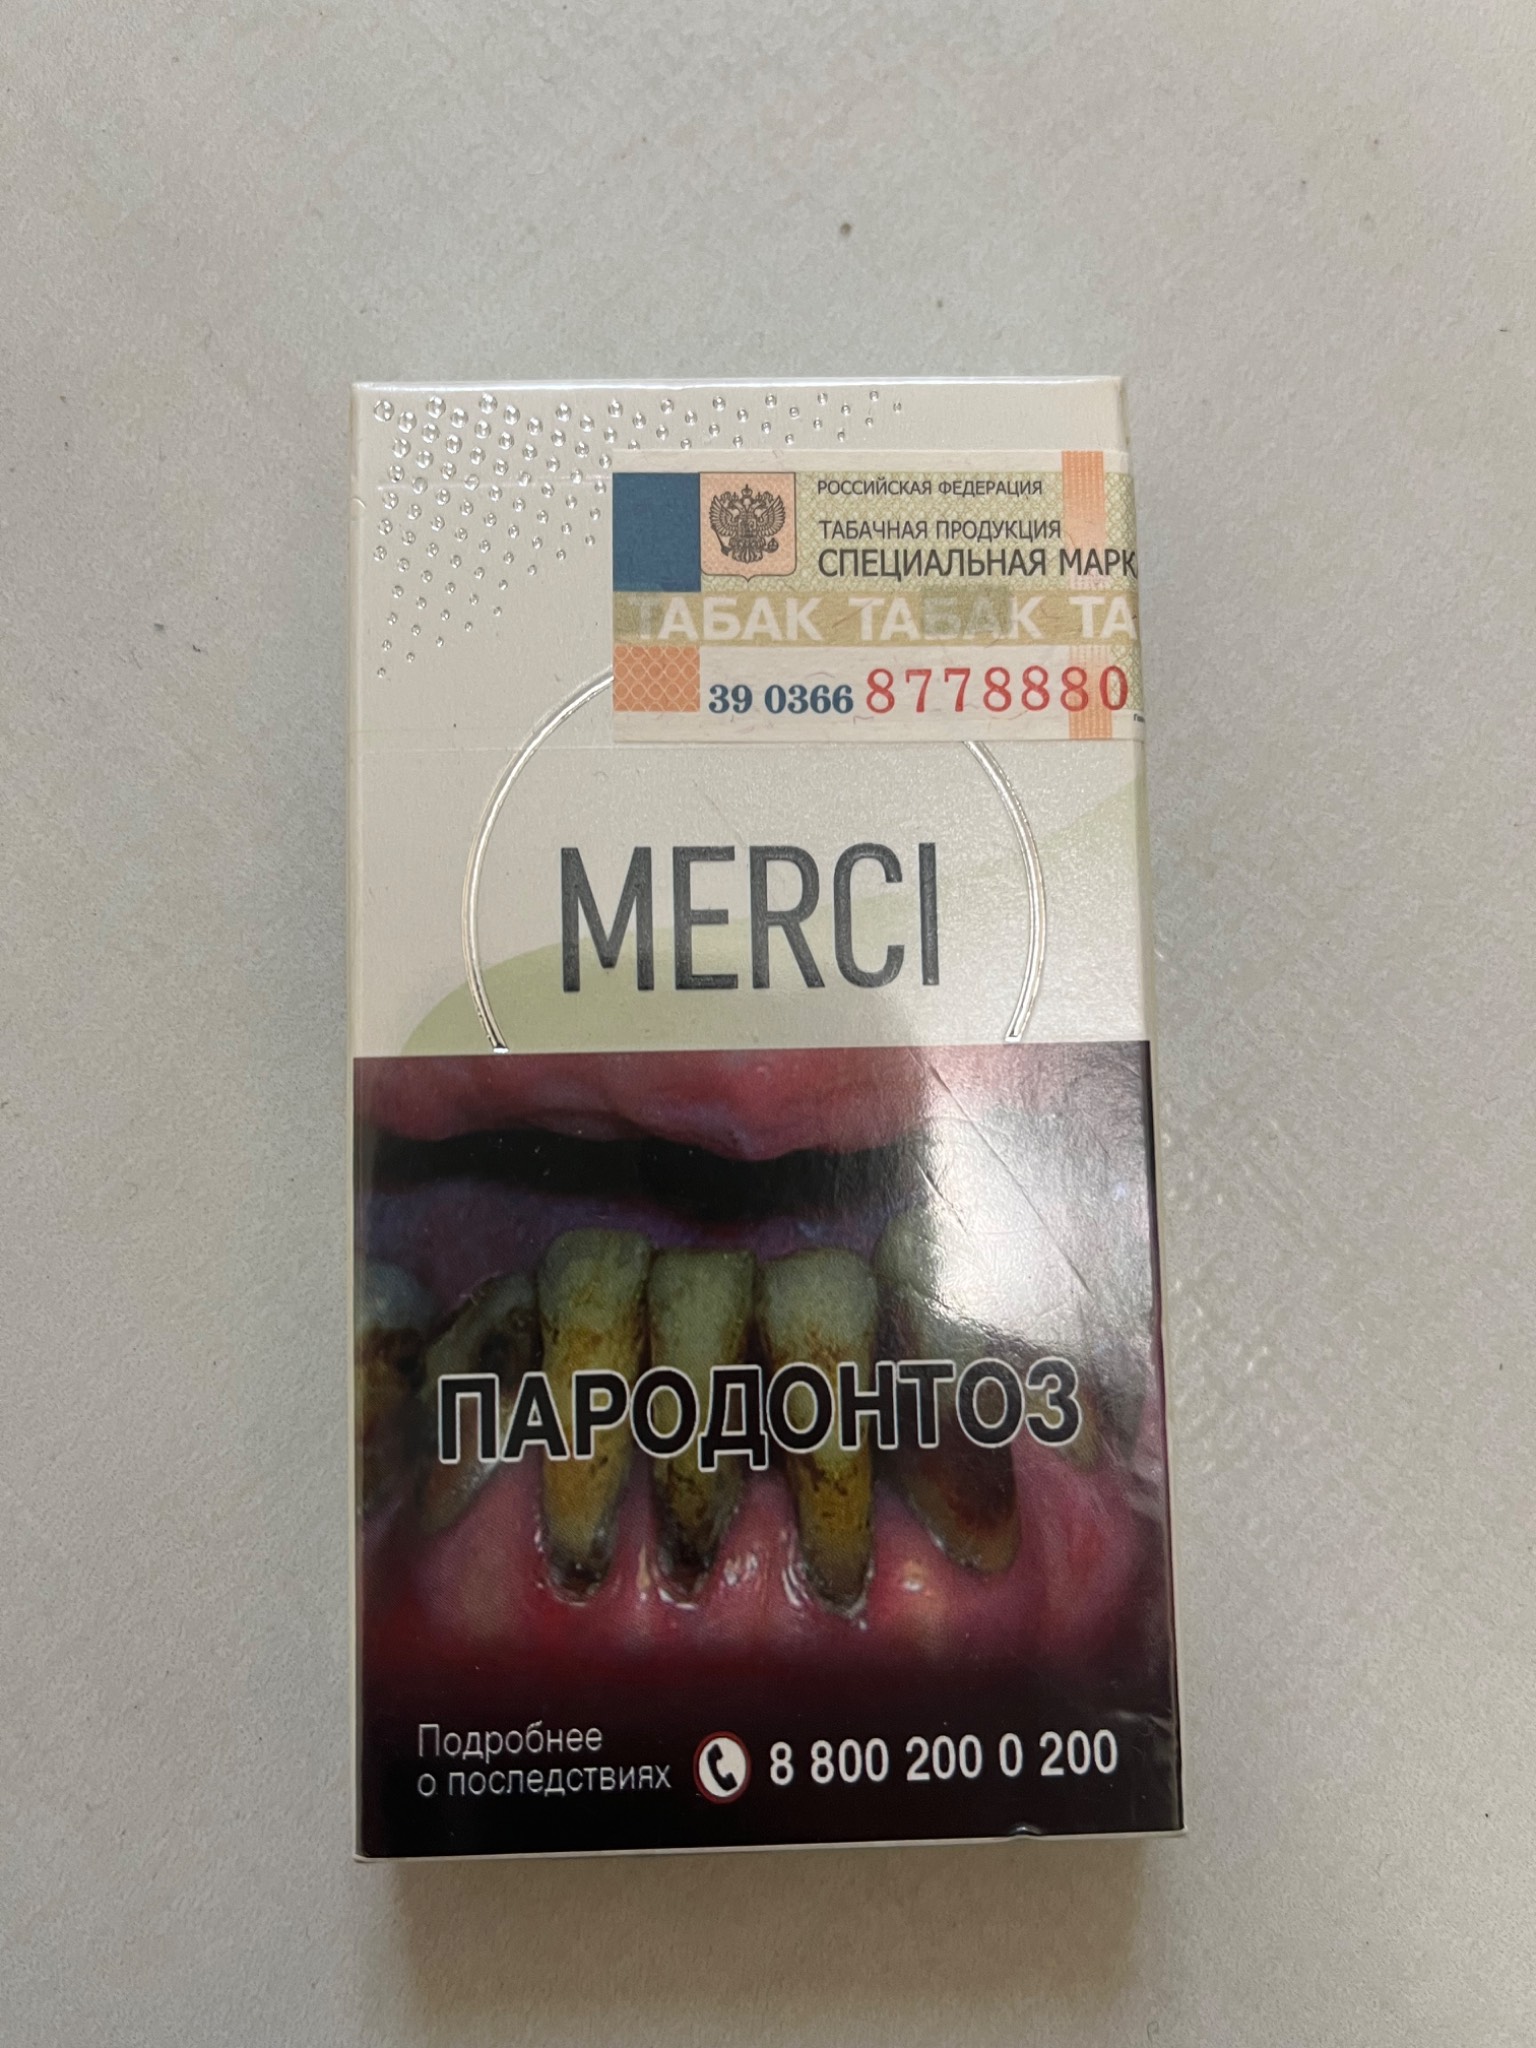 РОССИЙСКАЯ ФЕДЕРАЦИЯ
ТАБАЧНАЯ ПРОДУКЦИЯ
СПЕЦИАЛЬНАЯ МАРК
ТАБАК ТАБАК ТА
39 0366 8778880
MERCI
ПАРОДОНТОЗ
Подробнее
о последствиях 8 800 200 0 200